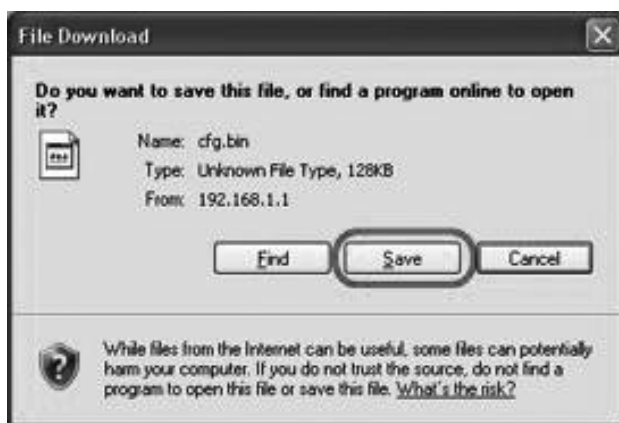 File Download
Do you want to save this file, or find a program online to open
it?
Name: cfg.bin
Type: Unknown File Type, 128KB
From: 192.168.1.1
Find Save Cancel
While files from the Internet can be useful, some files can potentially
harm your computer. If you do not trust the source, do not find a
program to open this file or save this file. What's the risk?